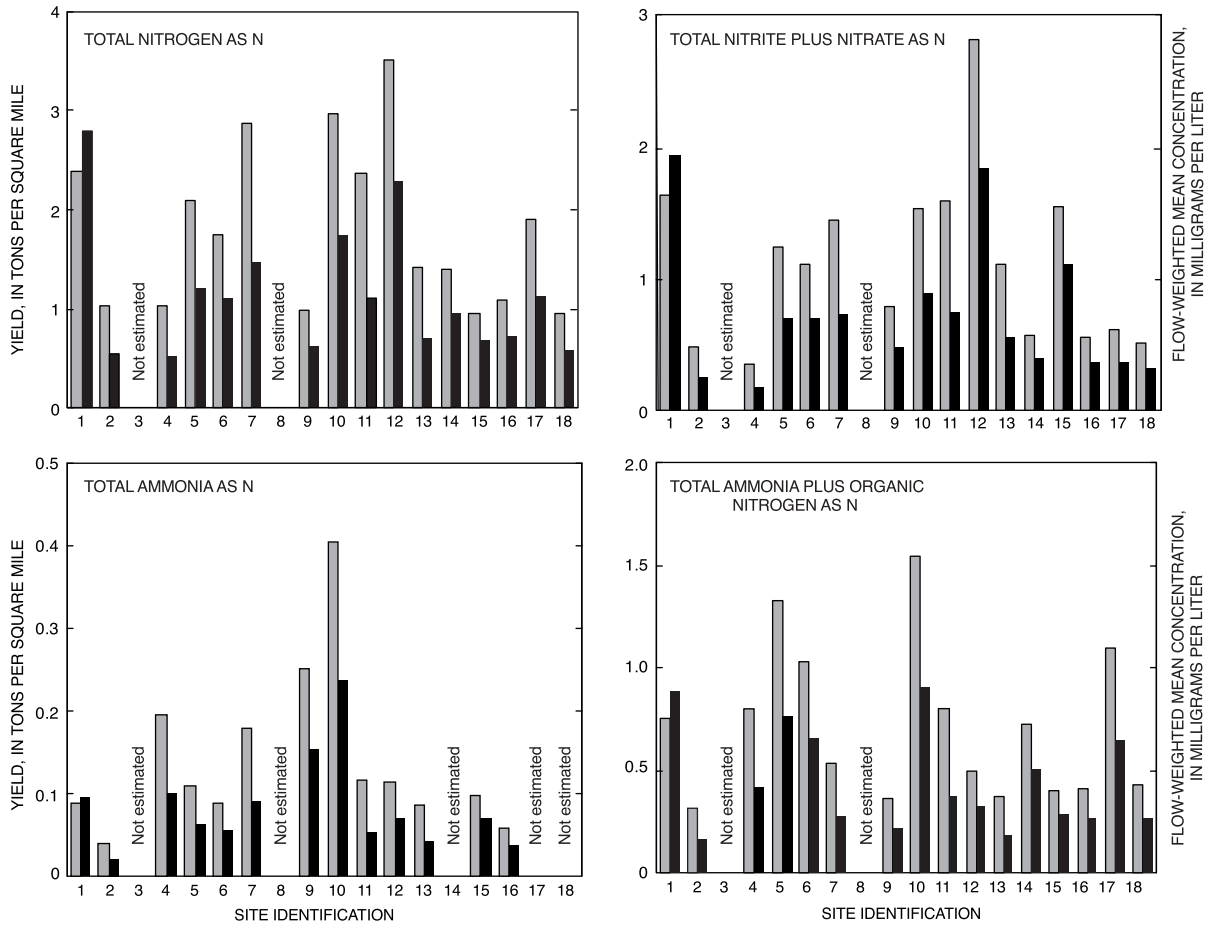 TOTAL NITROGEN AS N
YIELD, IN TONS PER SQUARE MILE
4
3
2
1
0
Not estimated
Not estimated
1 2 3 4 5 6 7 8 9 10 11 12 13 14 15 16 17 18
TOTAL NITRITE PLUS NITRATE AS N
3
2
1
0
Not estimated
Not estimated
1 2 3 4 5 6 7 8 9 10 11 12 13 14 15 16 17 18
FLOW-WEIGHTED MEAN CONCENTRATION,
IN MILLIGRAMS PER LITER
TOTAL AMMONIA AS N
YIELD, IN TONS PER SQUARE MILE
0.5
0.4
0.3
0.2
0.1
0
Not estimated
Not estimated
Not estimated
Not estimated
Not estimated
1 2 3 4 5 6 7 8 9 10 11 12 13 14 15 16 17 18
SITE IDENTIFICATION
TOTAL AMMONIA PLUS ORGANIC
NITROGEN AS N
2.0
1.5
1.0
0.5
0
Not estimated
Not estimated
1 2 3 4 5 6 7 8 9 10 11 12 13 14 15 16 17 18
SITE IDENTIFICATION
FLOW-WEIGHTED MEAN CONCENTRATION,
IN MILLIGRAMS PER LITER